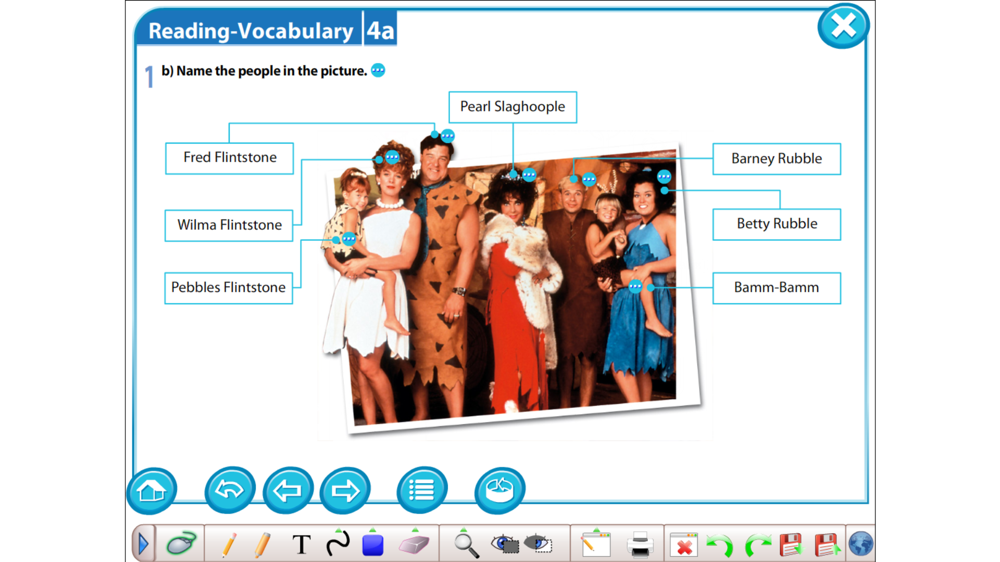 Reading-Vocabulary 4a
1 b) Name the people in the picture.
Pearl Slaghoople
Fred Flintstone
Barney Rubble
Wilma Flintstone
Betty Rubble
Pebbles Flintstone
Bamm-Bamm
T